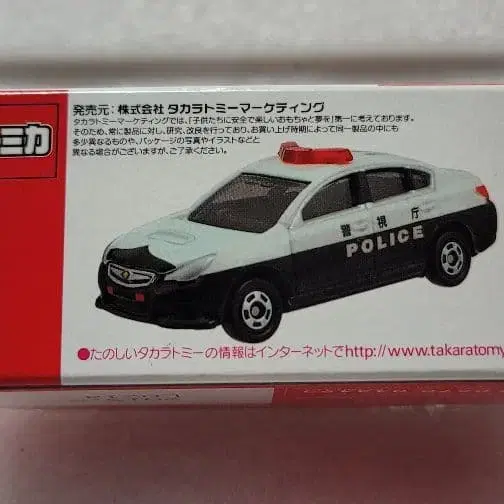 発売元：株式会社 タカラトミーマーケティング
タカラトミーマーケティングでは、「子供たちに安全で楽しいおもちゃと夢を」第一に考えております。
そのため、常に製品に対し、研究、改良を行っており、お買い上げ時期によって同一製品の中にも
多少異なるものや、パッケージの写真やイラストなどと
異なる場合がございますが、ご了承ください。
ミカ
警視庁
POLICE
●たのしいタカラトミーの情報はインターネットでhttp://www.takaratomy